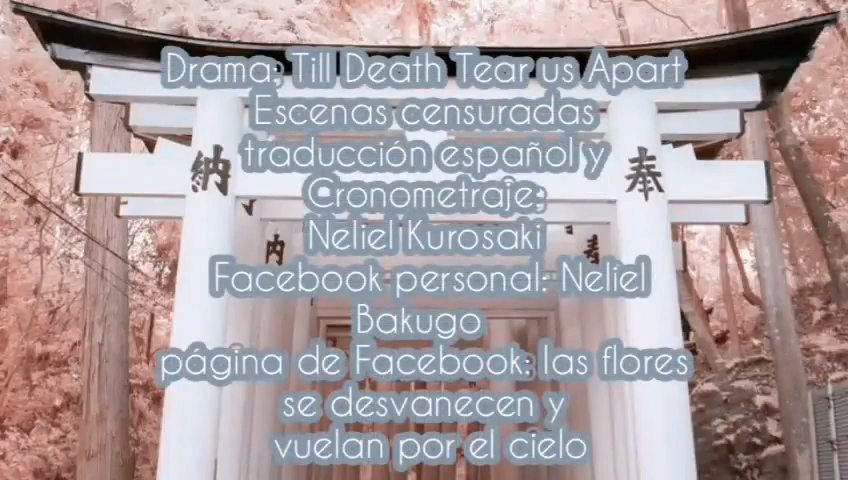 Drama; Till Death Tear us Apart
Escenas censuradas
traducción español y
Cronometraje:
Neliel Kurosaki
Facebook personal: Neliel
Bakugo
página de Facebook: las flores
se desvanecen y
vuelan por el cielo
納
奉
内